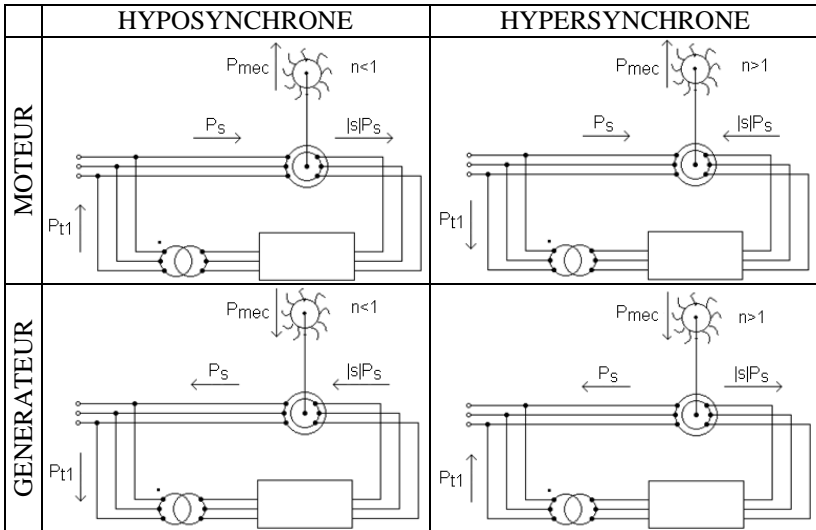 HYPOSYNCHRONE
HYPERSYNCHRONE
MOTEUR
Pmec n<1
Ps |s|Ps
Pt1
Pmec n>1
Ps |s|Ps
Pt1
GENERATEUR
Pmec n<1
Ps |s|Ps
Pt1
Pmec n>1
Ps |s|Ps
Pt1